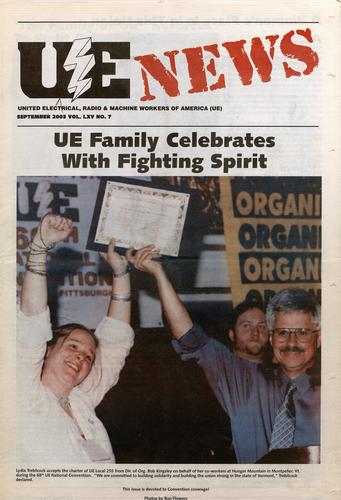 UE NEWS
UNITED ELECTRICAL, RADIO & MACHINE WORKERS OF AMERICA (UE)
SEPTEMBER 2003 VOL. LXV NO. 7
UE Family Celebrates
With Fighting Spirit
UE
ORGANI
ORGAN
ORGAN
PITTSBURGH
Lydia Treblcock accepts the charter of UE Local 255 from Dir. of Org. Bob Kingsley on behalf of her co-workers at Hunger Mountain in Montpelier, Vt.
during the 68th UE National Convention. "We are committed to building solidarity and building the union strong in the state of Vermont," Treblcock
declared.
This issue is devoted to Convention coverage!
Photos by Ron Flowers